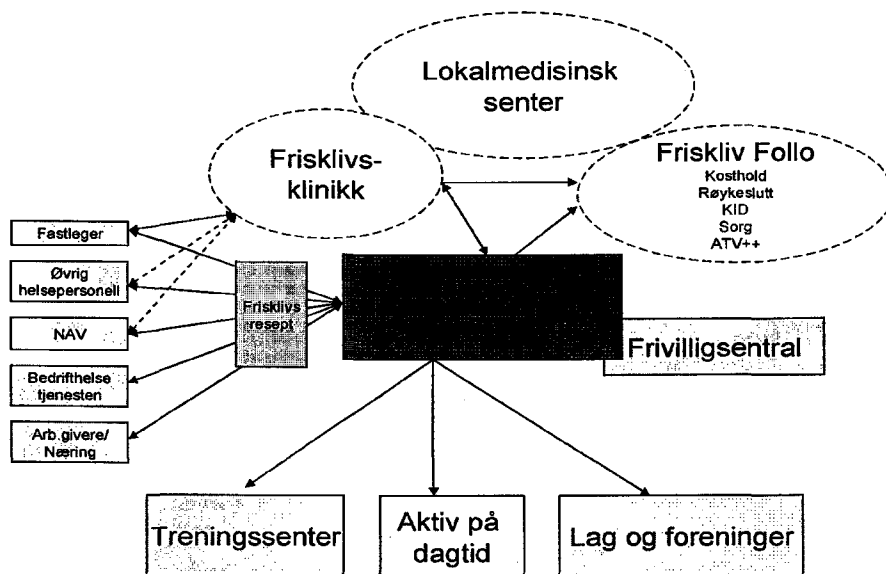 Lokalmedisinsk
senter
Frisklivs-
klinikk
Friskliv Follo
Kosthold
Røykeslutt
KID
Sorg
ATV++
Fastleger
Øvrig
helsepersonell
NAV
Bedrifthelse
tjenesten
Arb.givere/
Næring
Frisklivs
resept
Frivilligsentral
Treningssenter
Aktiv på
dagtid
Lag og foreninger